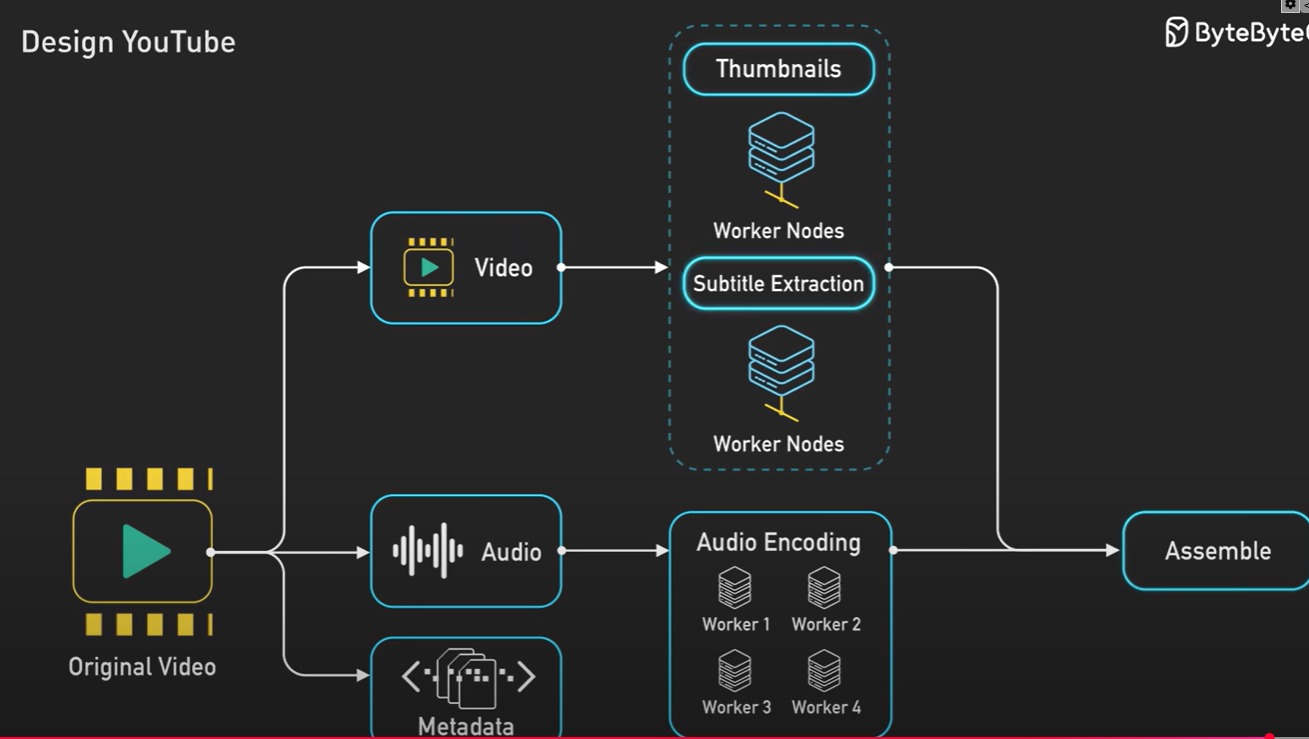 Design YouTube
ByteByteG
Thumbnails
Worker Nodes
Video
Subtitle Extraction
Worker Nodes
Original Video
Audio
Audio Encoding
Worker 1
Worker 2
Worker 3
Worker 4
Assemble
Metadata